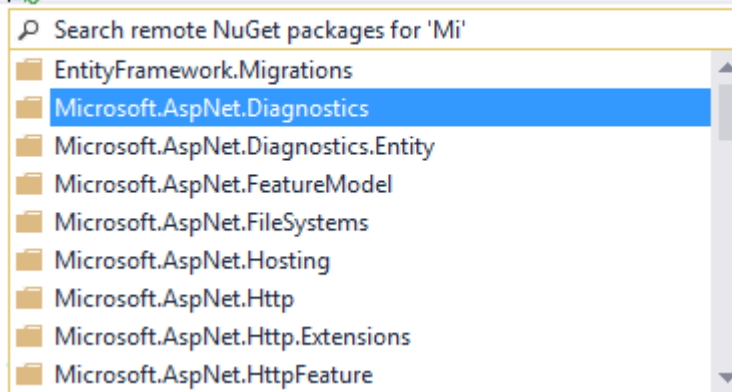 Search remote NuGet packages for 'Mi'
EntityFramework.Migrations
Microsoft.AspNet.Diagnostics
Microsoft.AspNet.Diagnostics.Entity
Microsoft.AspNet.FeatureModel
Microsoft.AspNet.FileSystems
Microsoft.AspNet.Hosting
Microsoft.AspNet.Http
Microsoft.AspNet.Http.Extensions
Microsoft.AspNet.HttpFeature